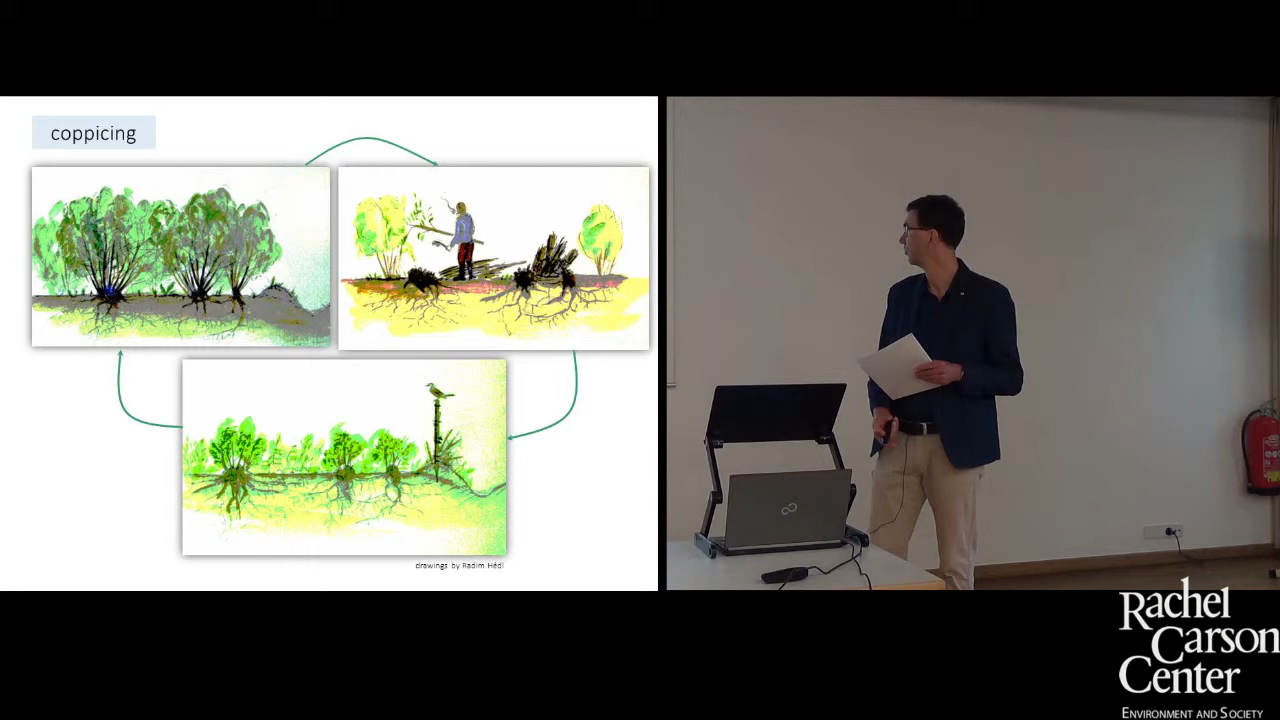 coppicing
drawings by Radim Hédl
Rachel
Carson
Center
ENVIRONMENT AND SOCIETY